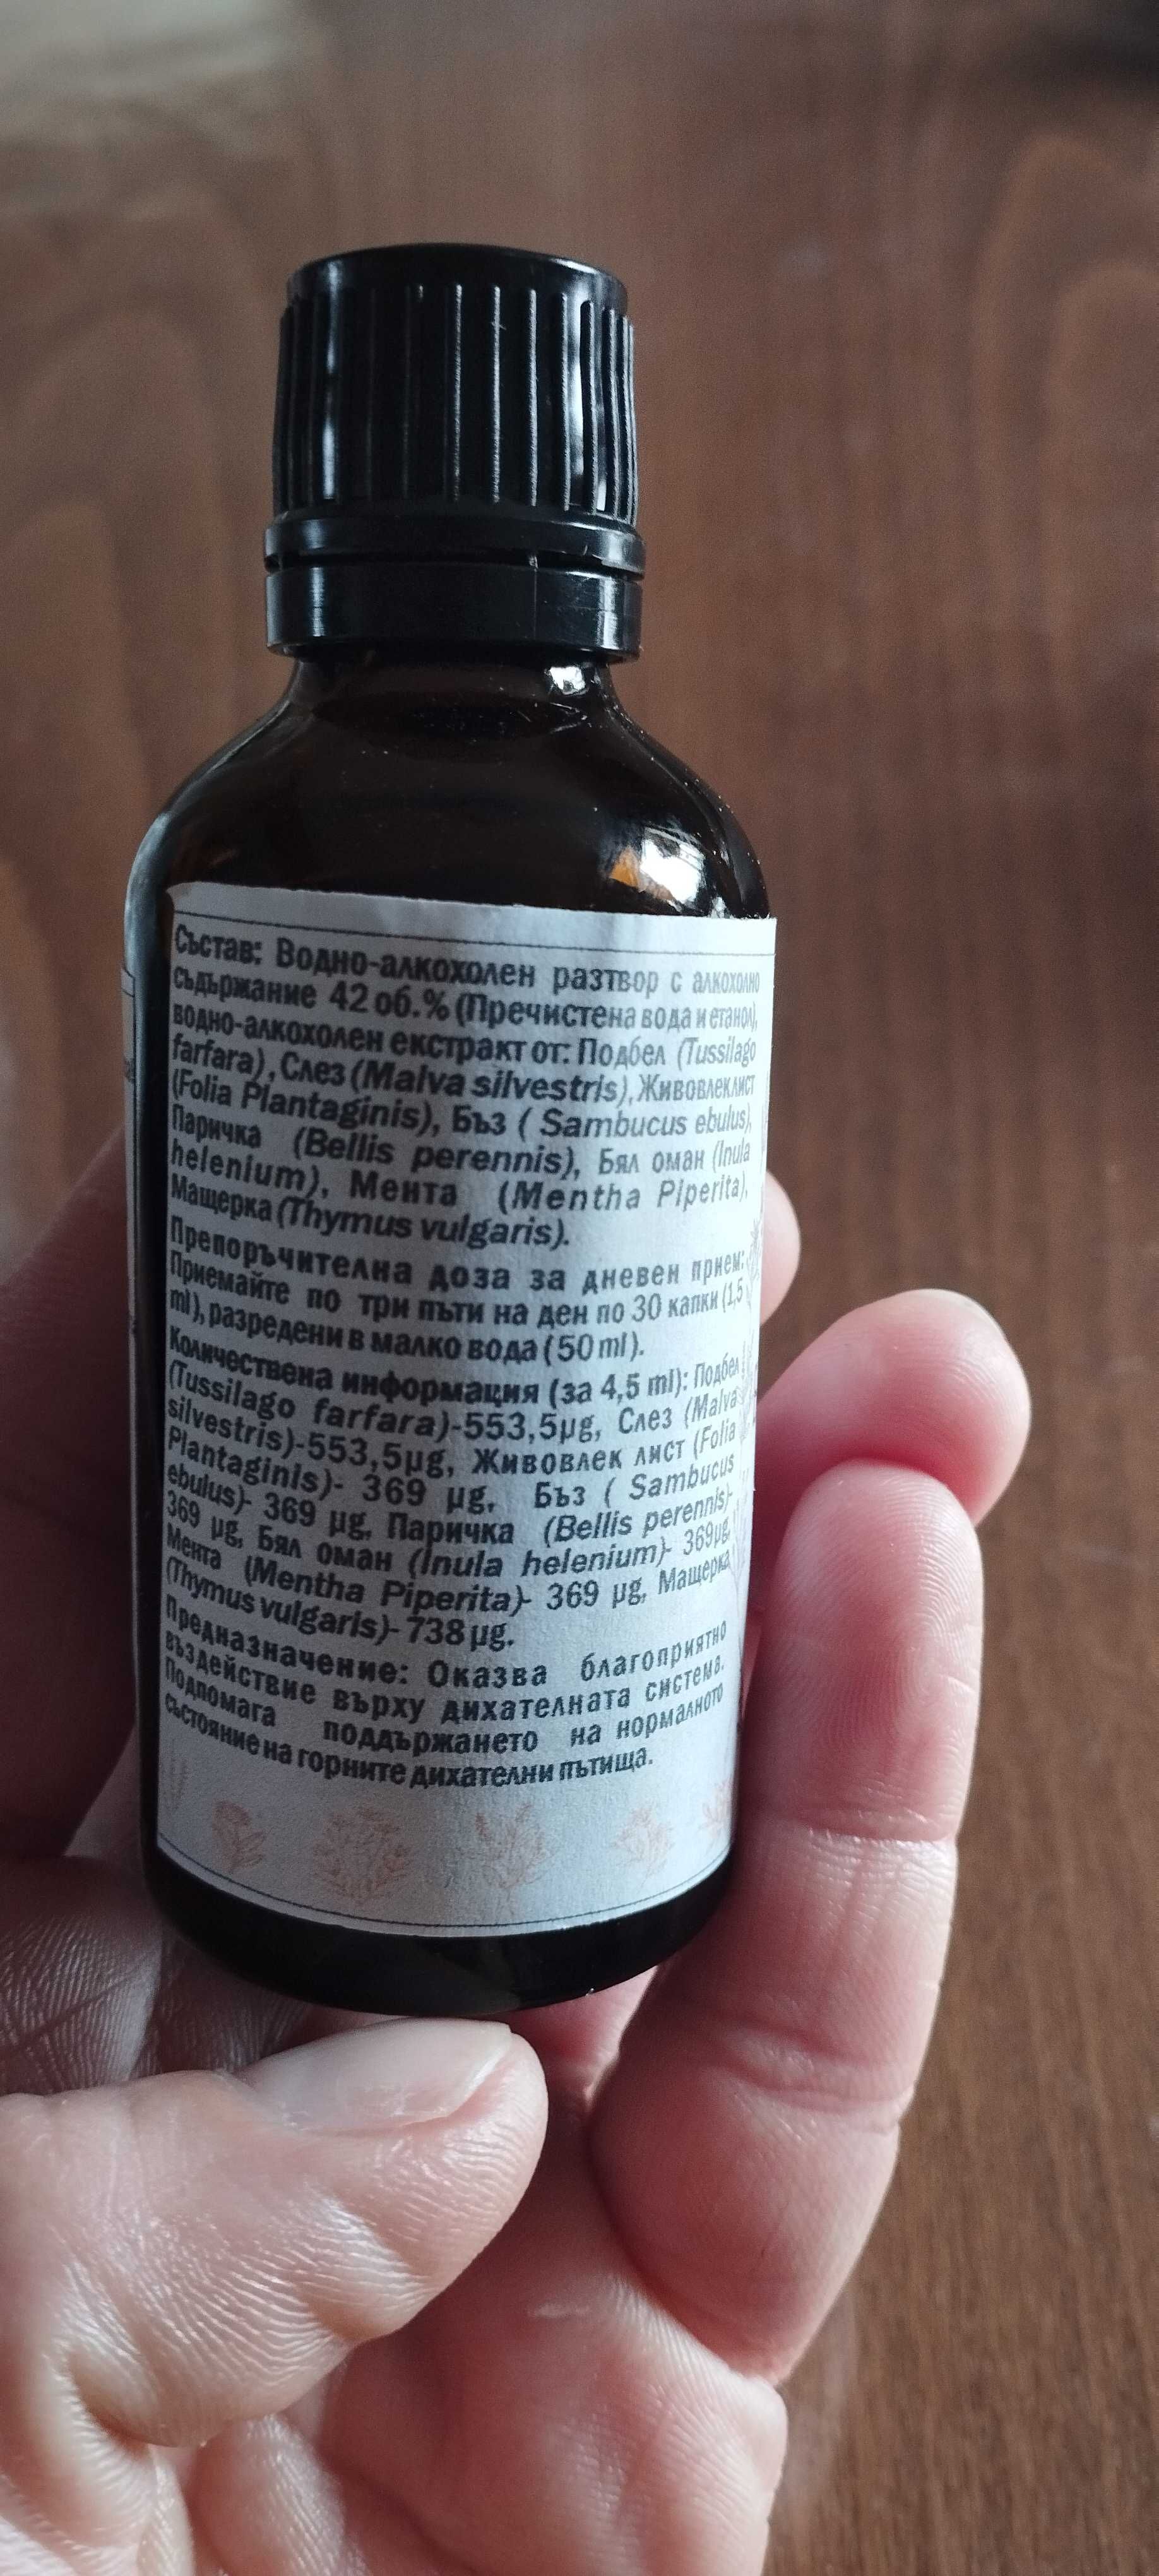 Състав: Водно-алкохолен разтвор с алкохолно
съдържание 42 об.% (Пречистена вода и етанол),
водно-алкохолен екстракт от: Подбел (Tussilago
farfara), Слез (Malva silvestris), Живовлек лист
(Folia Plantaginis), Бъз ( Sambucus ebulus),
Паричка (Bellis perennis), Бял оман (Inula
helenium), Мента (Mentha Piperita),
Мащерка (Thymus vulgaris).
Препоръчителна доза за дневен прием:
Приемайте по три пъти на ден по 30 капки (1,5
ml), разредени в малко вода (50 ml).
Количествена информация (за 4,5 ml): Подбел
(Tussilago farfara)-553,5µg, Слез (Malva
silvestris)-553,5µg, Живовлек лист (Folia
Plantaginis)- 369 µg, Бъз ( Sambucus
ebulus)- 369 µg, Паричка (Bellis perennis)-
369 µg, Бял оман (Inula helenium)- 369µg,
Мента (Mentha Piperita)- 369 µg, Мащерка
(Thymus vulgaris)- 738 µg.
Предназначение: Оказва благоприятно
въздействие върху дихателната система.
Подпомага поддържането на нормалното
състояние на горните дихателни пътища.